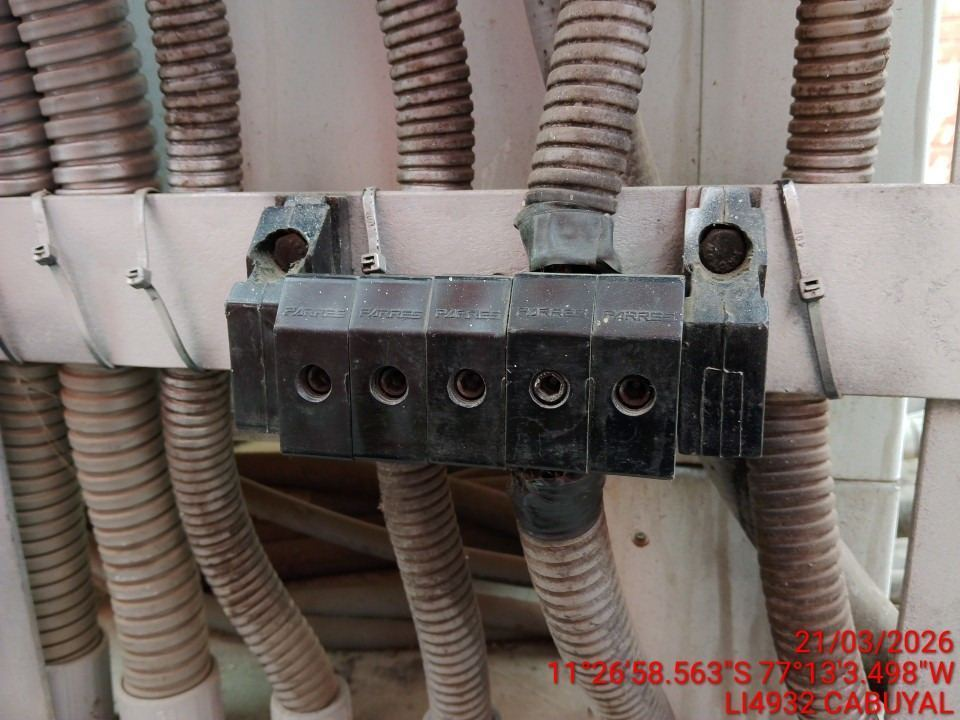 PARRES PARRES PARRES PARRES PARRES
21/03/2026
11°26'58.563"S 77°13'3.498"W
LI4932 CABUYAL